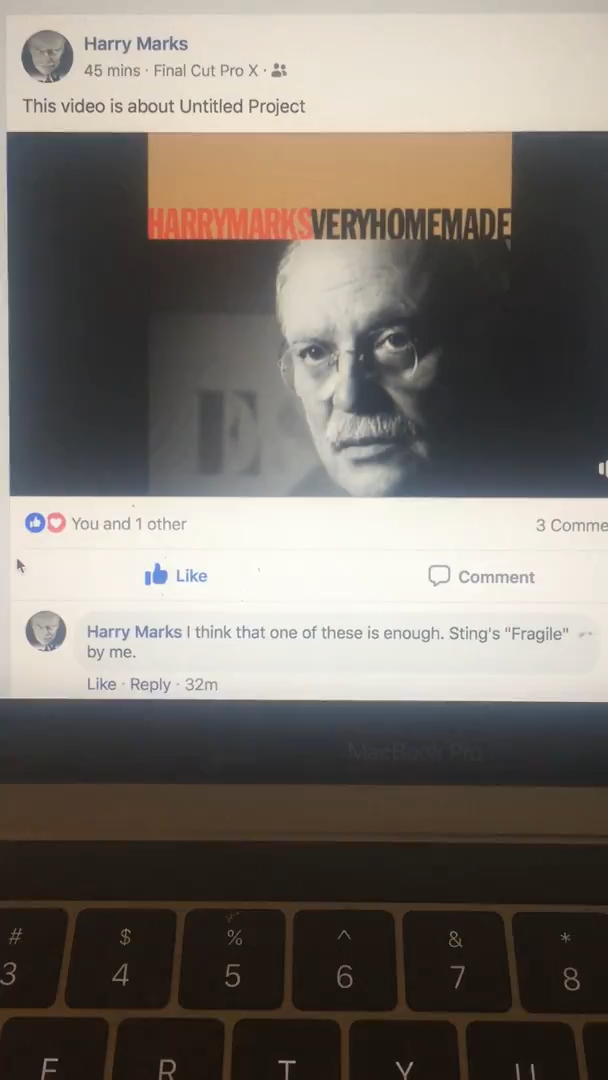 Harry Marks
45 mins · Final Cut Pro X ·
This video is about Untitled Project
HARRYMARKSVERYHOMEMADE
E
You and 1 other
3 Comme
Like
Comment
Harry Marks I think that one of these is enough. Sting's "Fragile"
by me.
Like · Reply · 32m
MacBook Pro
# $ % ^ & *
3 4 5 6 7 8
E R T Y U